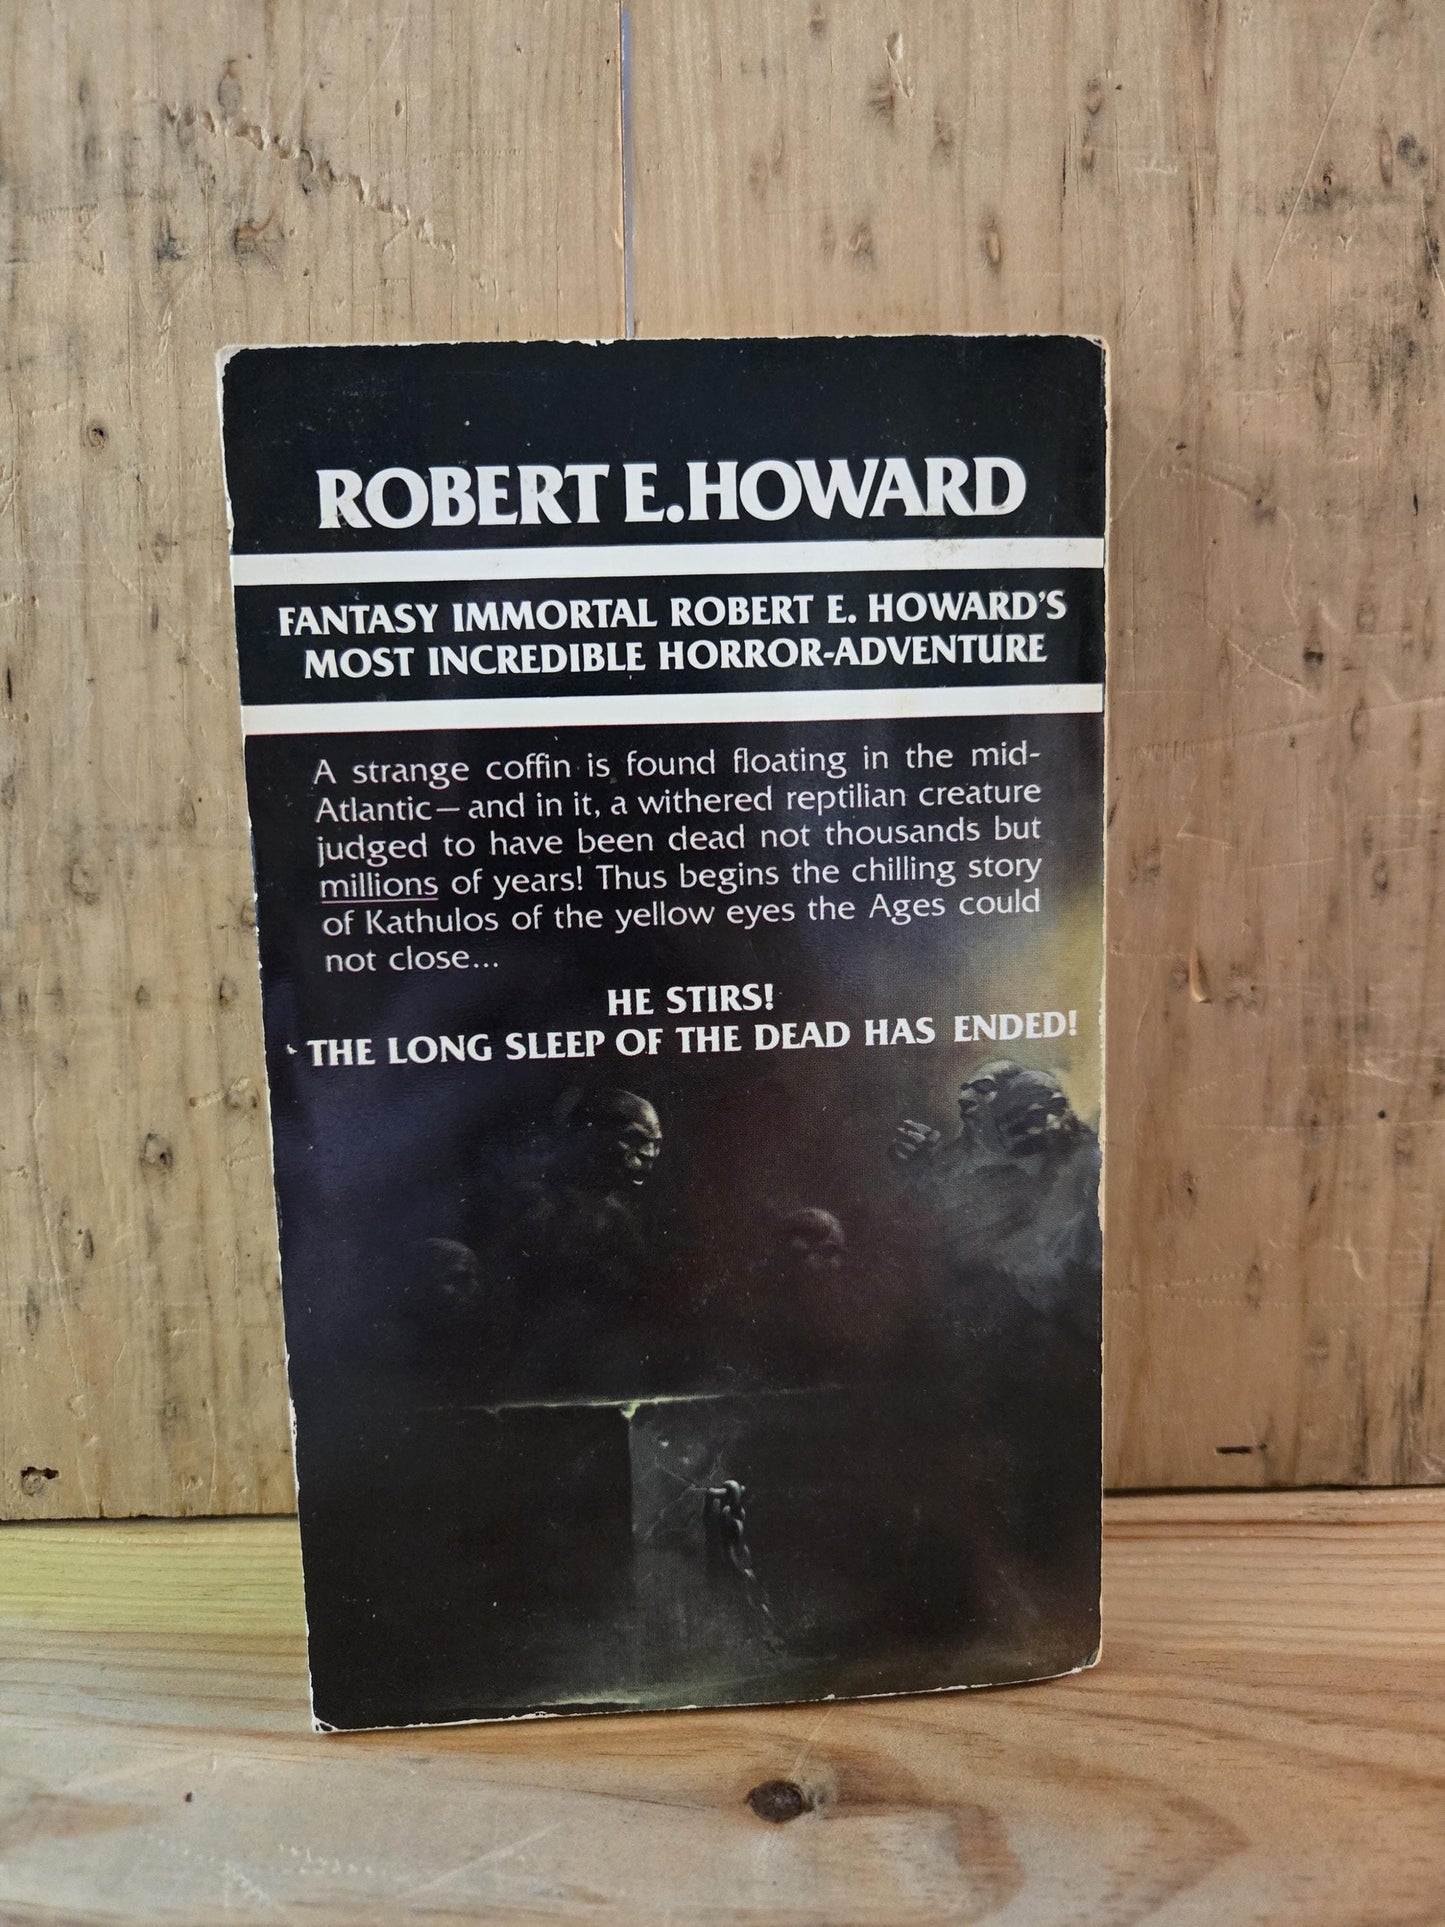 ROBERT E. HOWARD
FANTASY IMMORTAL ROBERT E. HOWARD'S
MOST INCREDIBLE HORROR-ADVENTURE
A strange coffin is found floating in the mid-
Atlantic — and in it, a withered reptilian creature
judged to have been dead not thousands but
millions of years! Thus begins the chilling story
of Kathulos of the yellow eyes the Ages could
not close...
HE STIRS!
THE LONG SLEEP OF THE DEAD HAS ENDED!